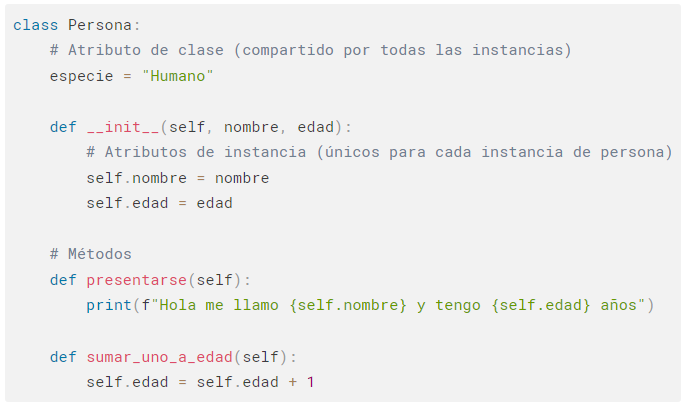 class Persona:
    # Atributo de clase (compartido por todas las instancias)
    especie = "Humano"

    def __init__(self, nombre, edad):
        # Atributos de instancia (únicos para cada instancia de persona)
        self.nombre = nombre
        self.edad = edad

    # Métodos
    def presentarse(self):
        print(f"Hola me llamo {self.nombre} y tengo {self.edad} años")

    def sumar_uno_a_edad(self):
        self.edad = self.edad + 1